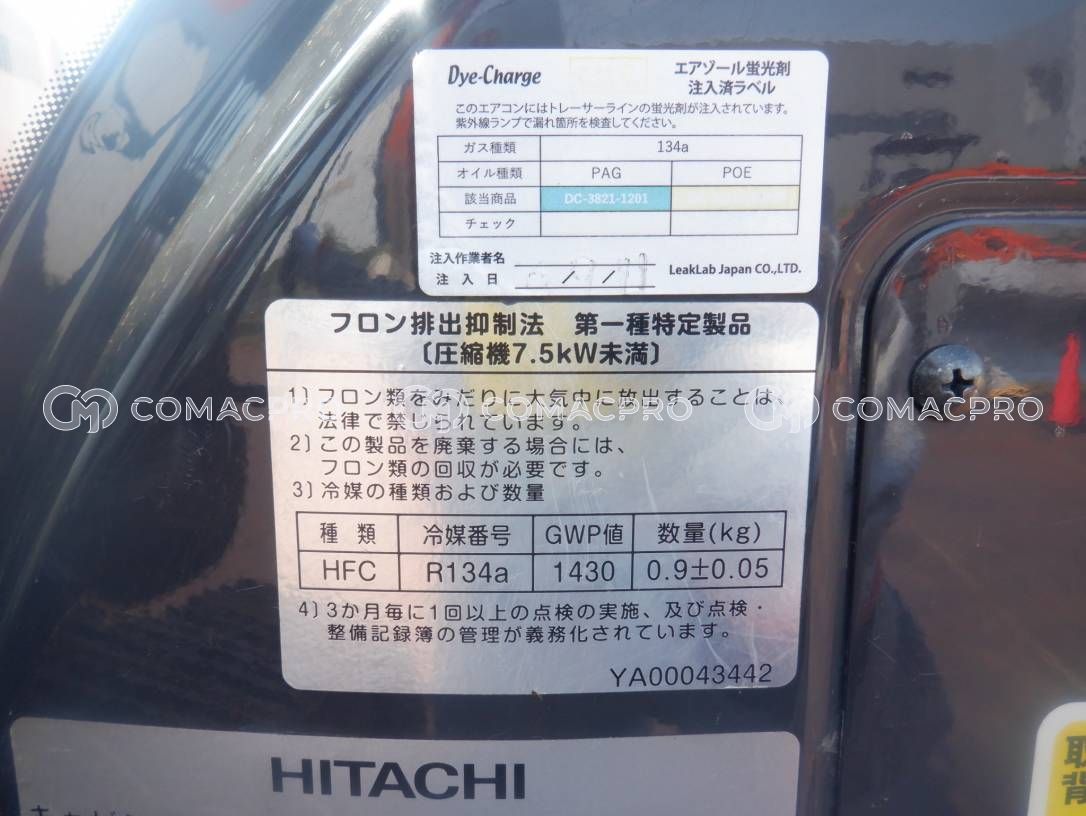 Dye-Charge
エアゾール蛍光剤
注入済ラベル
このエアコンにはトレーサーラインの蛍光剤が注入されています。
紫外線ランプで漏れ箇所を検査してください。
ガス種類 134a
オイル種類 PAG POE
該当商品 DC-3821-1201
チェック
注入作業者名
注入日 / /
LeakLab Japan CO.,LTD.
フロン排出抑制法 第一種特定製品
〔圧縮機7.5kW未満〕
1〕フロン類をみだりに大気中に放出することは、
法律で禁じられています。
2〕この製品を廃棄する場合には、
フロン類の回収が必要です。
3〕冷媒の種類および数量
種類 冷媒番号 GWP値 数量(kg)
HFC R134a 1430 0.9±0.05
4〕3か月毎に1回以上の点検の実施、及び点検・
整備記録簿の管理が義務化されています。
YA00043442
HITACHI
COMACPRO COMACPRO COMACPRO
取
背